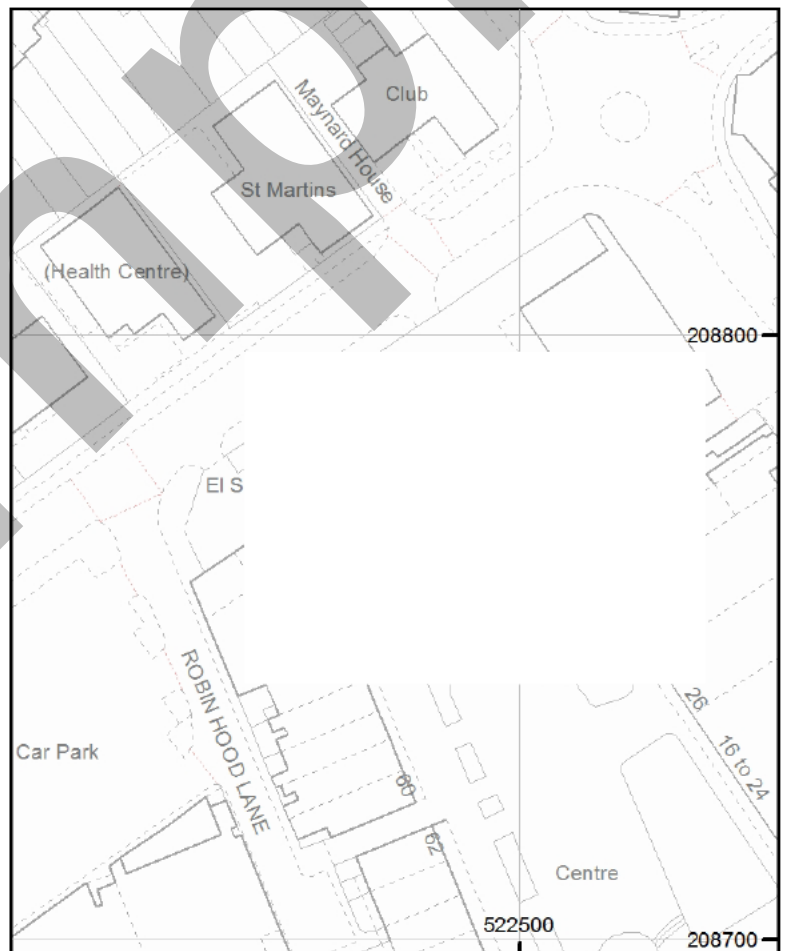 Club
Maynard House
St Martins
(Health Centre)
208800
El S
ROBIN HOOD LANE
26
16 to 24
Car Park
60
62
Centre
522500
208700